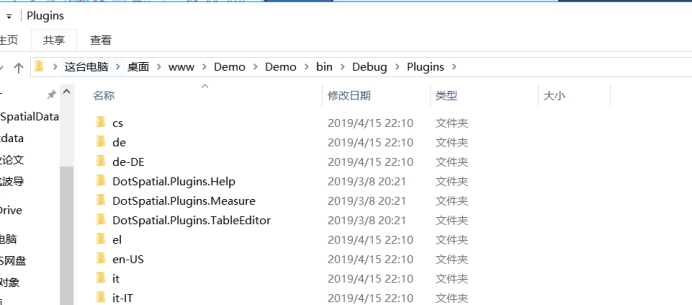 Plugins
主页 共享 查看
这台电脑 桌面 www Demo Demo bin Debug Plugins
名称 修改日期 类型 大小
SpatialData
data
论文
波导
Drive
电脑
S网盘
对象
cs 2019/4/15 22:10 文件夹
de 2019/4/15 22:10 文件夹
de-DE 2019/4/15 22:10 文件夹
DotSpatial.Plugins.Help 2019/3/8 20:21 文件夹
DotSpatial.Plugins.Measure 2019/3/8 20:21 文件夹
DotSpatial.Plugins.TableEditor 2019/3/8 20:21 文件夹
el 2019/4/15 22:10 文件夹
en-US 2019/4/15 22:10 文件夹
it 2019/4/15 22:10 文件夹
it-IT 2019/4/15 22:10 文件夹